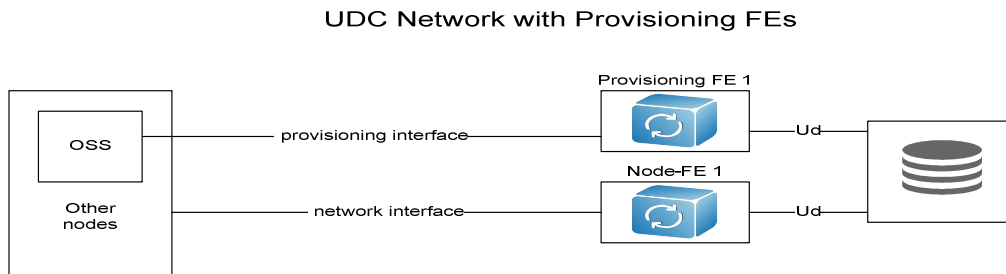 UDC Network with Provisioning FEs
Provisioning FE 1
OSS
provisioning interface
Ud
Node-FE 1
Other
nodes
network interface
Ud